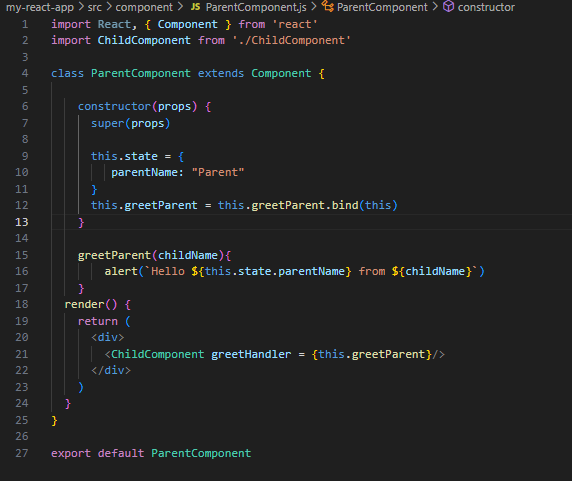 my-react-app > src > component > JS ParentComponent.js > ParentComponent > constructor
1 import React, { Component } from 'react'
2 import ChildComponent from './ChildComponent'
3
4 class ParentComponent extends Component {
5
6     constructor(props) {
7       super(props)
8
9       this.state = {
10         parentName: "Parent"
11       }
12       this.greetParent = this.greetParent.bind(this)
13     }
14
15     greetParent(childName){
16         alert(`Hello ${this.state.parentName} from ${childName}`)
17     }
18   render() {
19     return (
20       <div>
21         <ChildComponent greetHandler = {this.greetParent}/>
22       </div>
23     )
24   }
25 }
26
27 export default ParentComponent